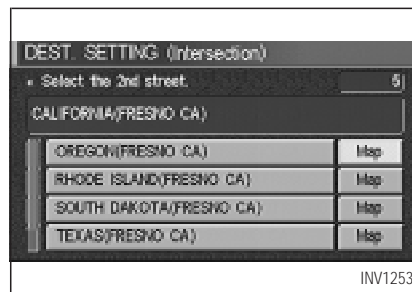 DEST. SETTING (Intersection)
Select the 2nd street. 5
CALIFORNIA(FRESNO CA)
OREGON(FRESNO CA) Map
RHODE ISLAND(FRESNO CA) Map
SOUTH DAKOTA(FRESNO CA) Map
TEXAS(FRESNO CA) Map
INV1253